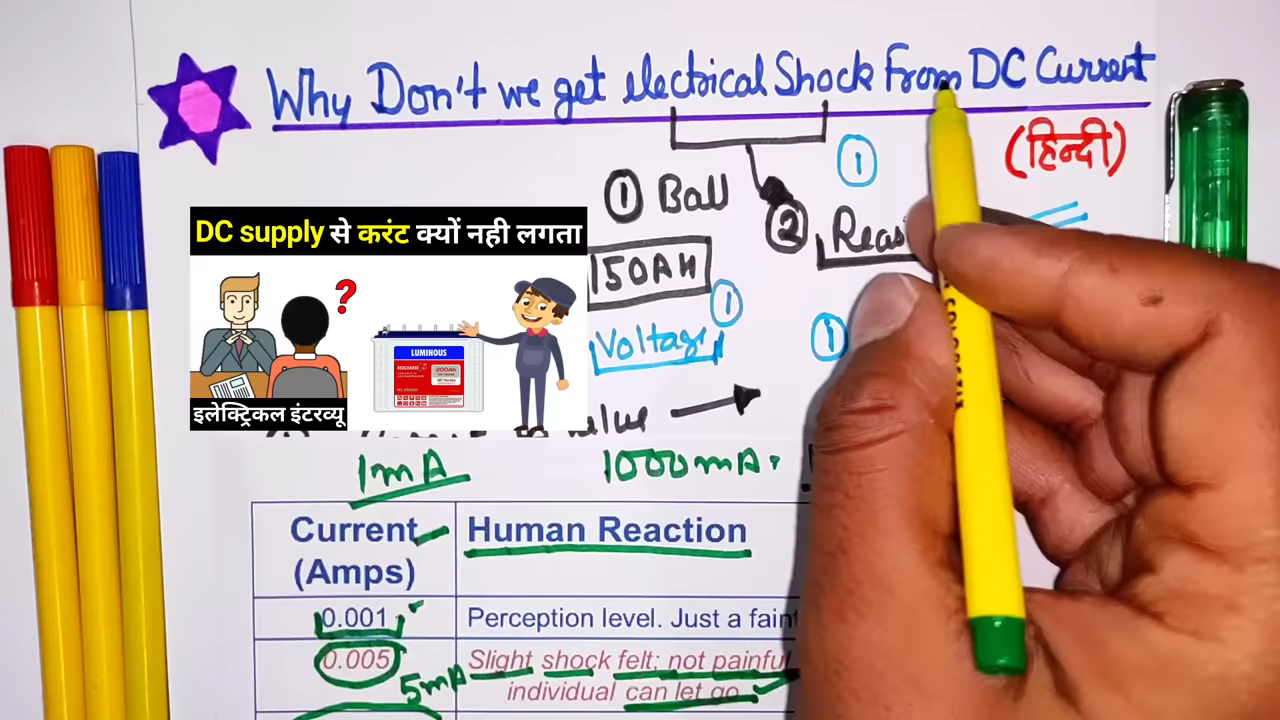 Why Don't we get electrical Shock From DC Current
(हिन्दी)
①
① Ball
②
DC supply से करंट क्यों नही लगता
150AH
①
Voltage
①
?
LUMINOUS
200Ah
इलेक्ट्रिकल इंटरव्यू
1mA
1000mA
Current
(Amps)
Human Reaction
0.001
Perception level. Just a faint
0.005
5mA
Slight shock felt; not painful
individual can let go